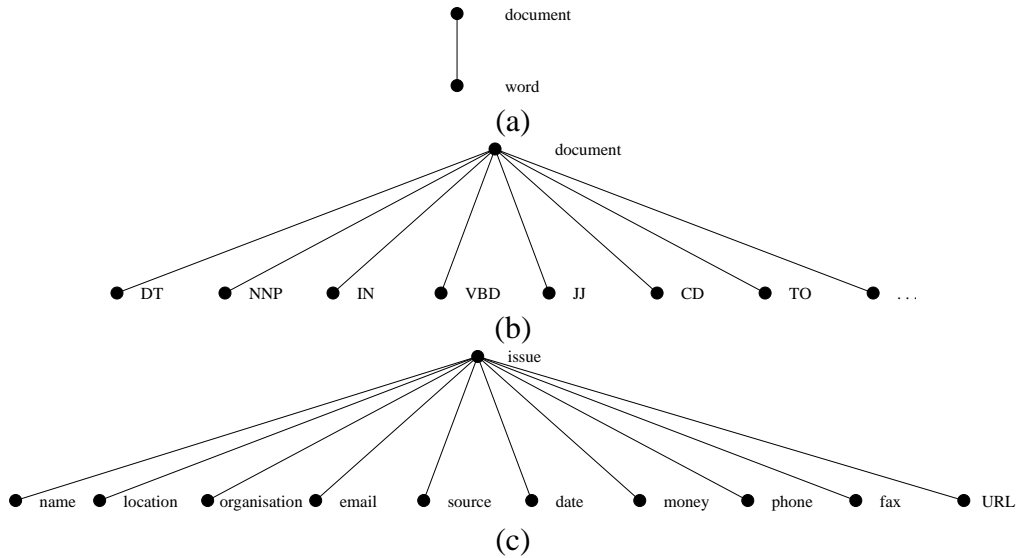 document
word
(a)
document
DT NNP IN VBD JJ CD TO ...
(b)
issue
name location organisation email source date money phone fax URL
(c)